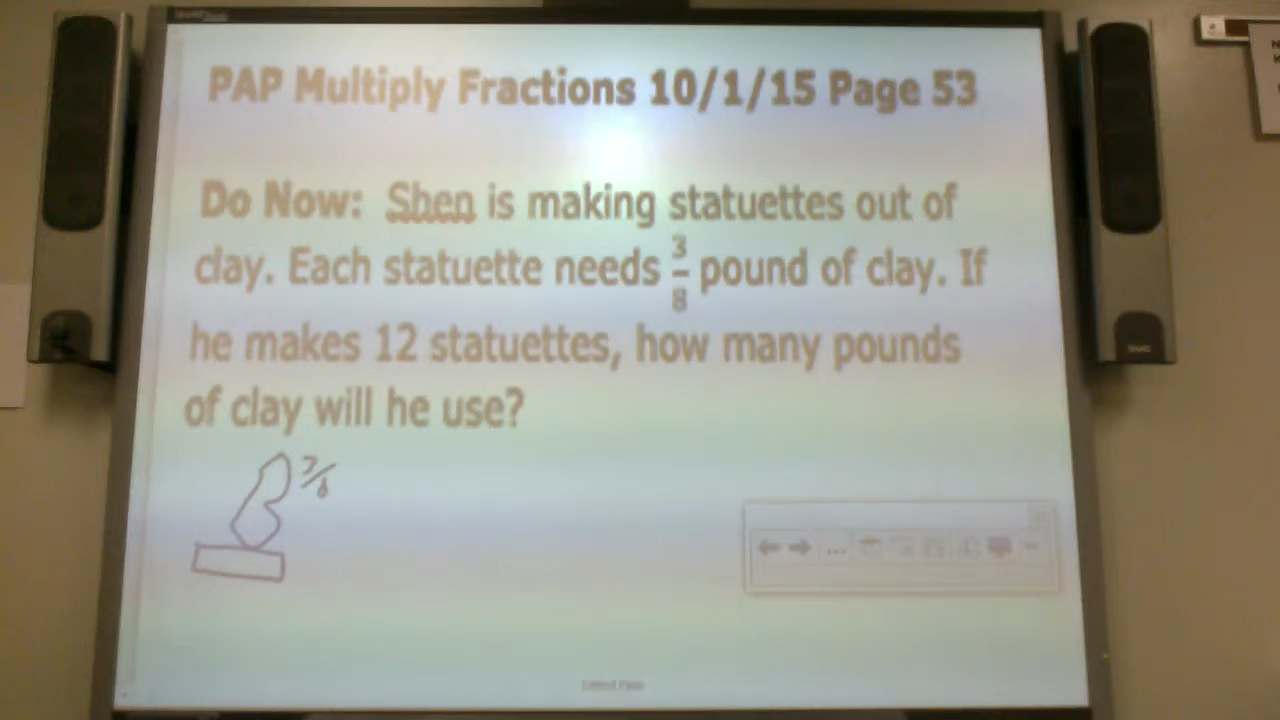 PAP Multiply Fractions 10/1/15 Page 53
Do Now: Shen is making statuettes out of
clay. Each statuette needs 3/8 pound of clay. If
he makes 12 statuettes, how many pounds
of clay will he use?